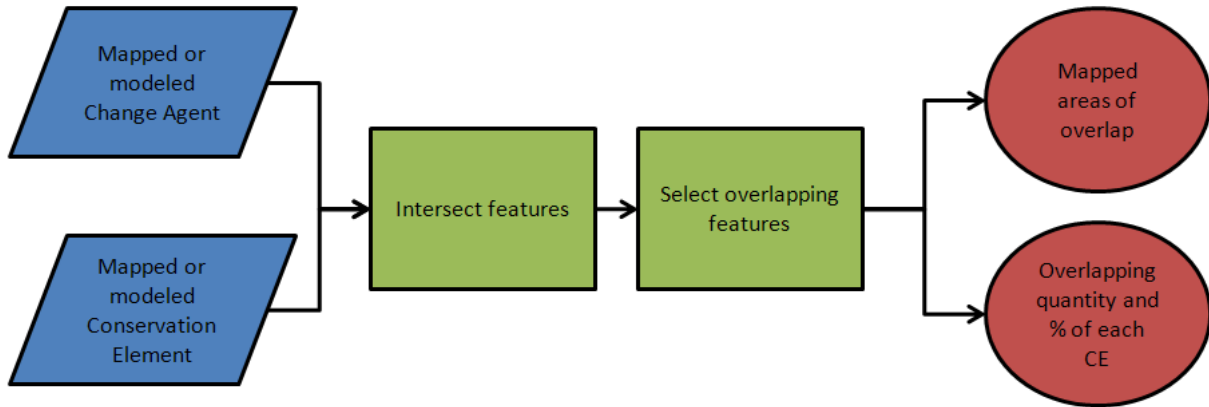 Mapped or
modeled
Change Agent
Mapped or
modeled
Conservation
Element
Intersect features
Select overlapping
features
Mapped
areas of
overlap
Overlapping
quantity and
% of each
CE